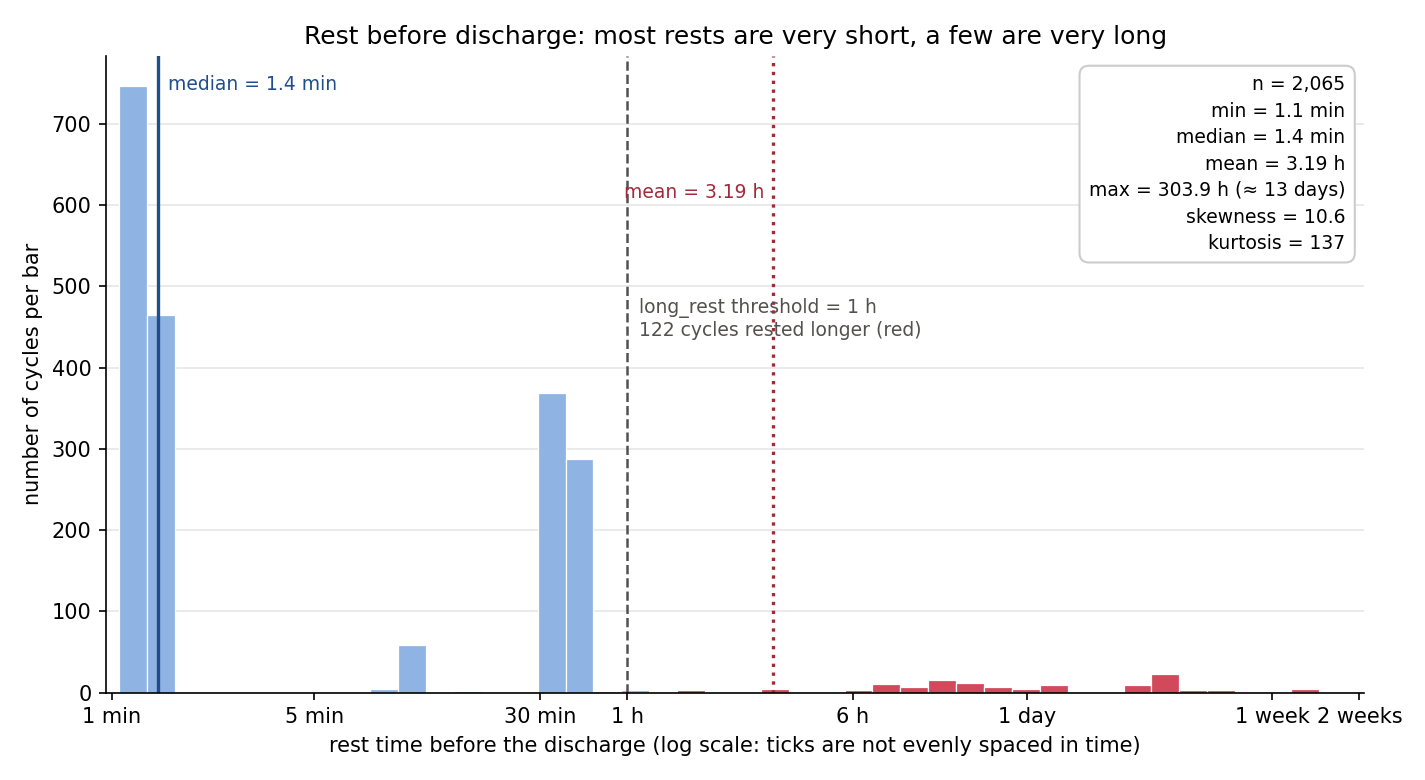 Rest before discharge: most rests are very short, a few are very long
median = 1.4 min
n = 2,065
min = 1.1 min
median = 1.4 min
mean = 3.19 h
max = 303.9 h (≈ 13 days)
skewness = 10.6
kurtosis = 137
mean = 3.19 h
long_rest threshold = 1 h
122 cycles rested longer (red)
number of cycles per bar
700
600
500
400
300
200
100
0
1 min
5 min
30 min
1 h
6 h
1 day
1 week
2 weeks
rest time before the discharge (log scale: ticks are not evenly spaced in time)